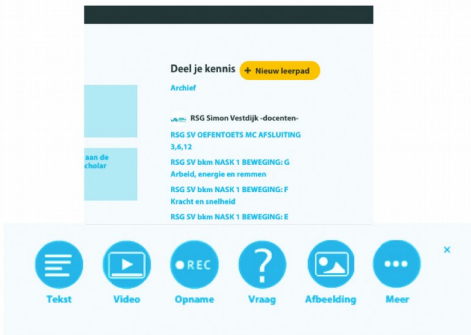 Deel je kennis
+ Nieuw leerpad
Archief
RSG Simon Vestdijk -docenten-
RSG SV OEFENTOETS MC AFSLUITING
3,6,12
aan de
cholar
RSG SV bkm NASK 1 BEWEGING: G
Arbeid, energie en remmen
RSG SV bkm NASK 1 BEWEGING: F
Kracht en snelheid
RSG SV bkm NASK 1 BEWEGING: E
REC
?
×
Tekst Video Opname Vraag Afbeelding Meer